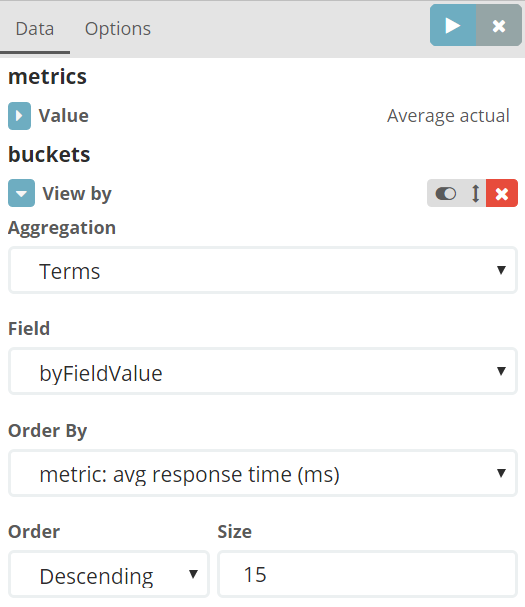 Data Options
metrics
Value Average actual
buckets
View by
Aggregation
Terms
Field
byFieldValue
Order By
metric: avg response time (ms)
Order Size
Descending 15